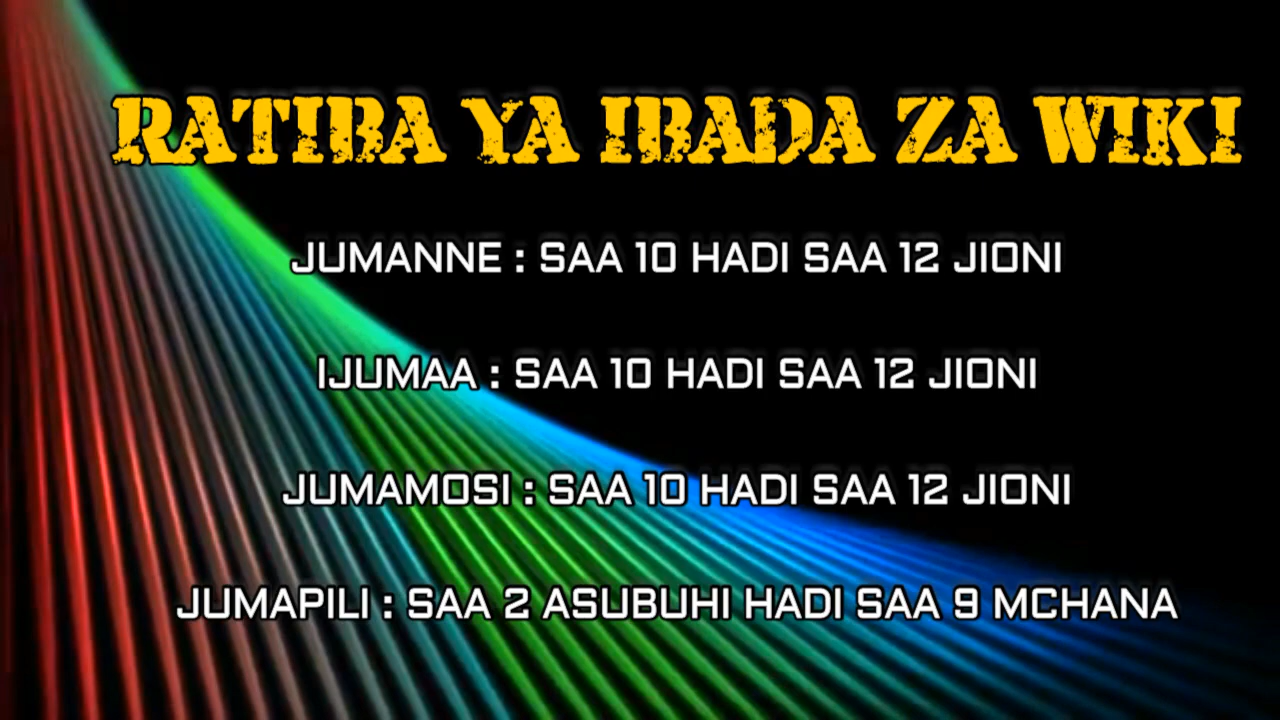 RATIBA YA IBADA ZA WIKI
JUMANNE : SAA 10 HADI SAA 12 JIONI
IJUMAA : SAA 10 HADI SAA 12 JIONI
JUMAMOSI : SAA 10 HADI SAA 12 JIONI
JUMAPILI : SAA 2 ASUBUHI HADI SAA 9 MCHANA